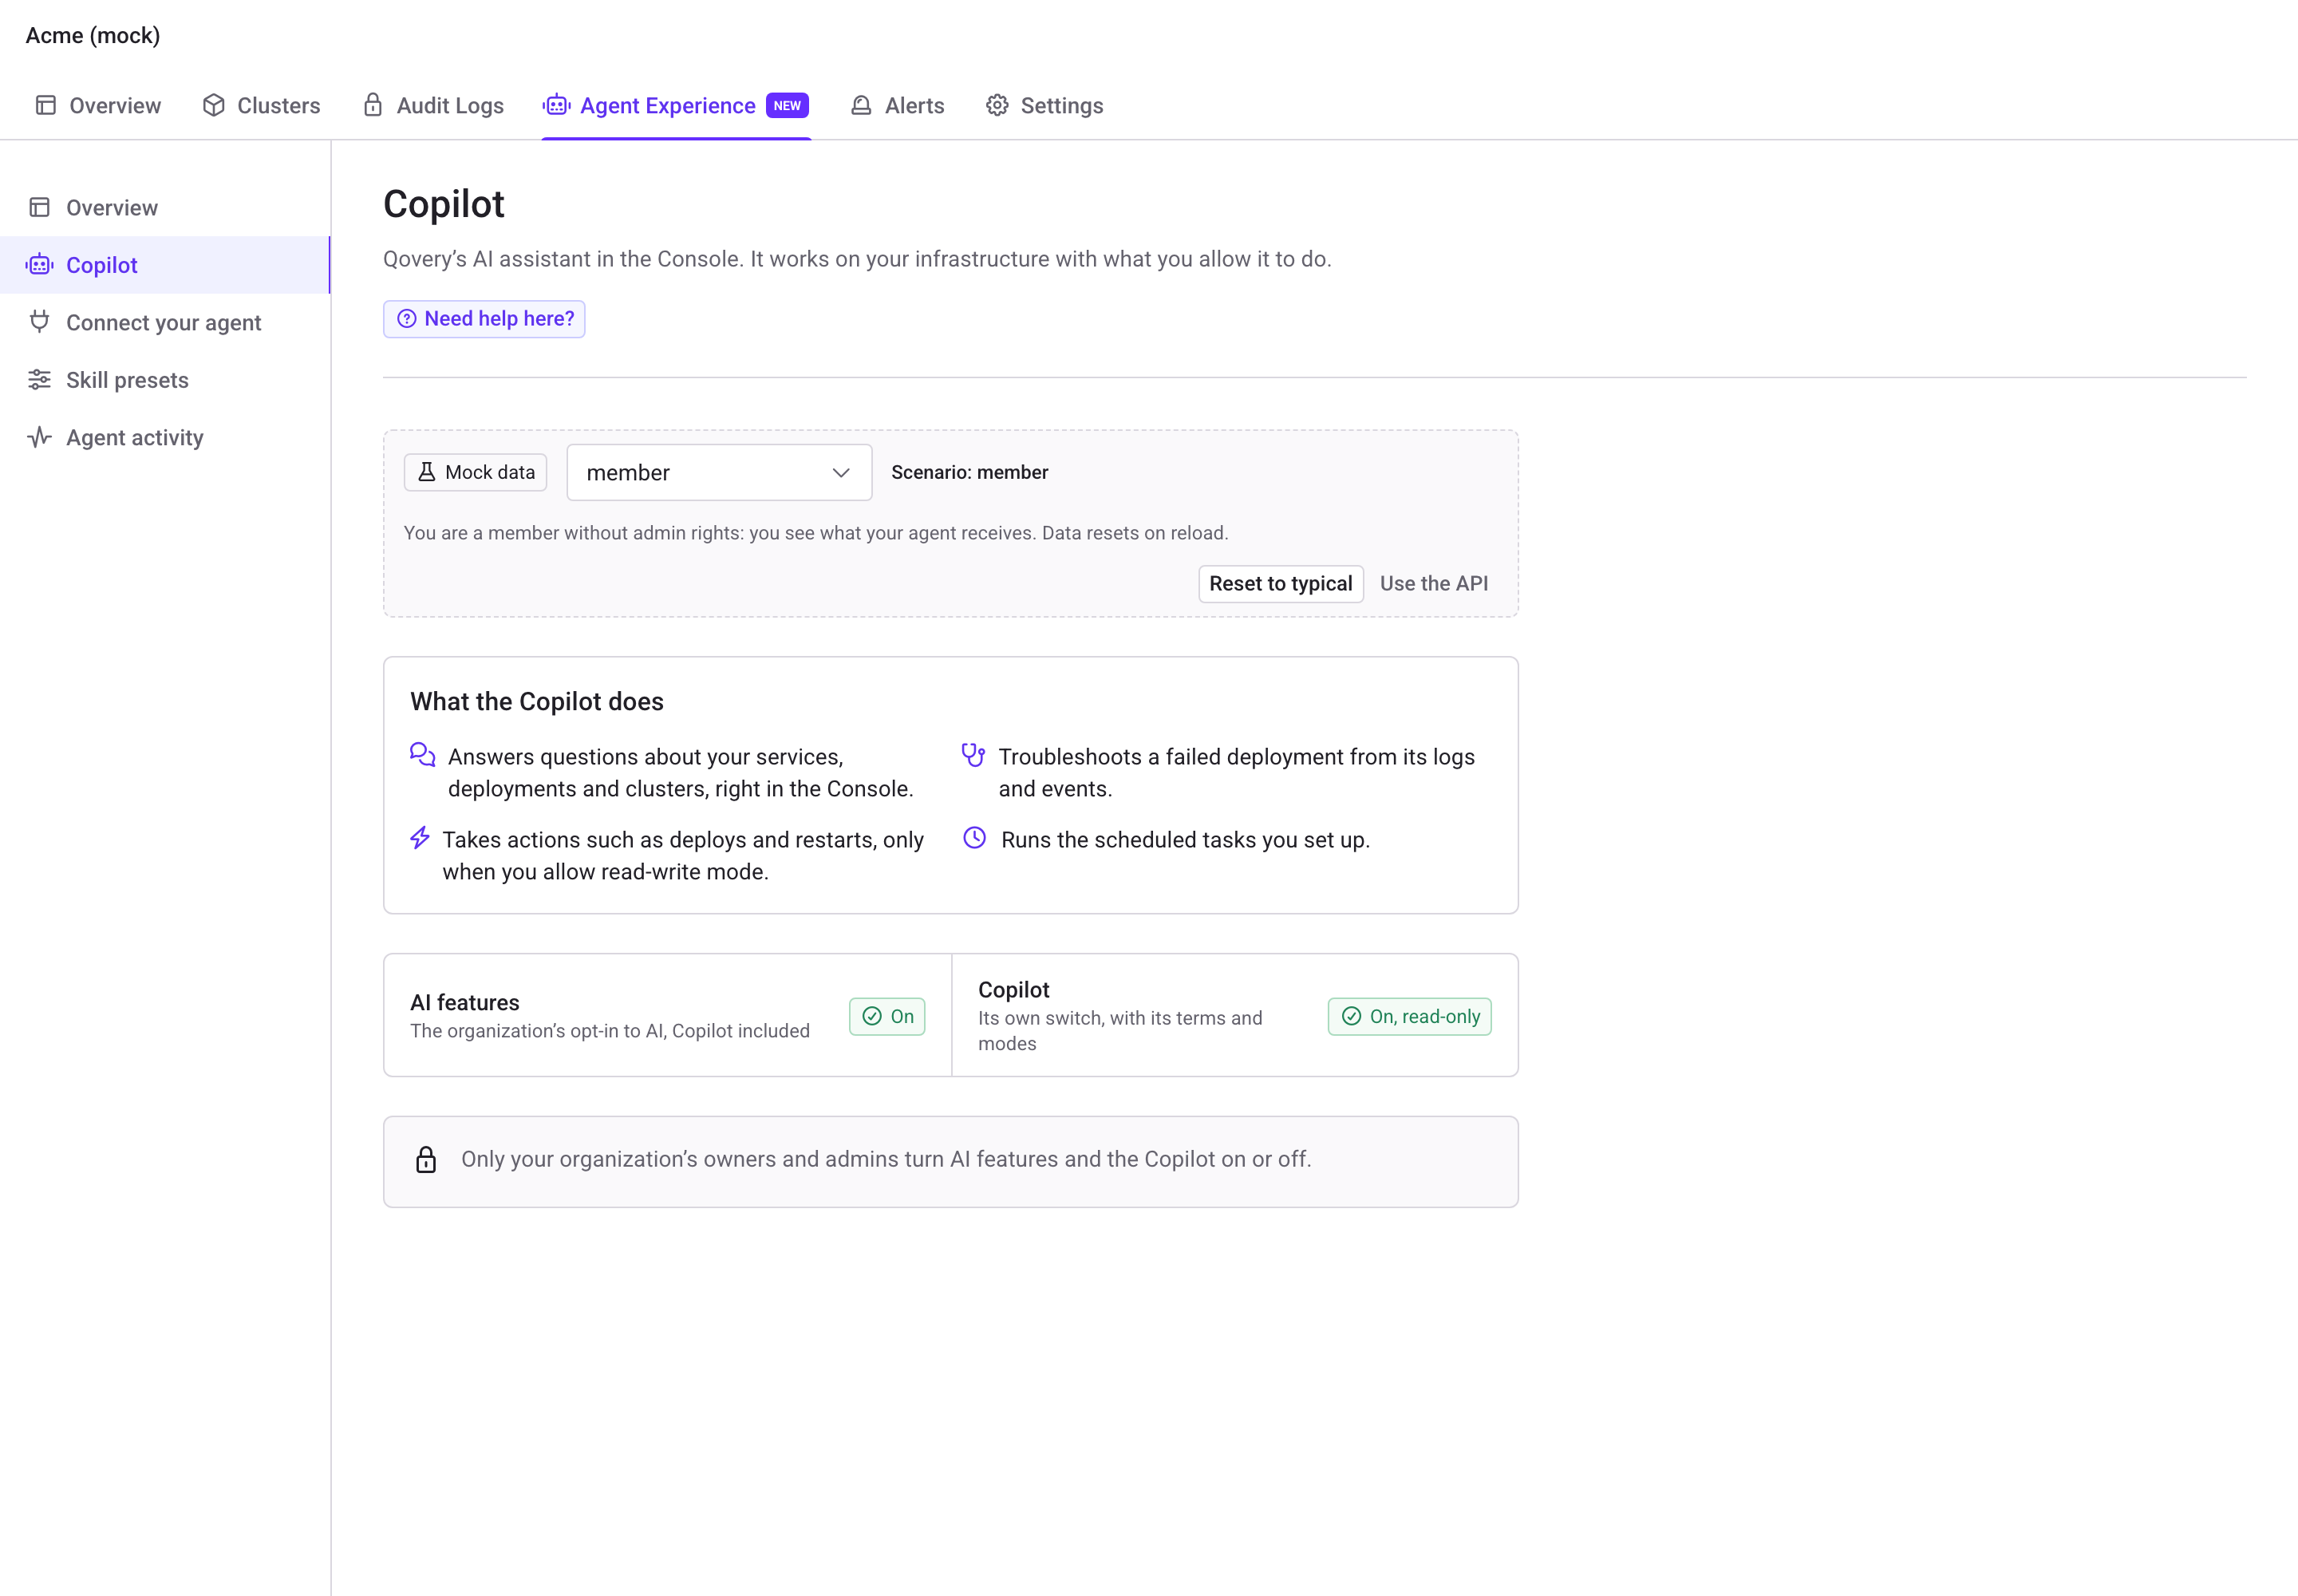 Acme (mock)
Overview
Clusters
Audit Logs
Agent Experience
NEW
Alerts
Settings
Overview
Copilot
Connect your agent
Skill presets
Agent activity
Copilot
Qovery’s AI assistant in the Console. It works on your infrastructure with what you allow it to do.
Need help here?
Mock data
member
Scenario: member
You are a member without admin rights: you see what your agent receives. Data resets on reload.
Reset to typical
Use the API
What the Copilot does
Answers questions about your services,
deployments and clusters, right in the Console.
Troubleshoots a failed deployment from its logs
and events.
Takes actions such as deploys and restarts, only
when you allow read-write mode.
Runs the scheduled tasks you set up.
AI features
The organization’s opt-in to AI, Copilot included
On
Copilot
Its own switch, with its terms and
modes
On, read-only
Only your organization’s owners and admins turn AI features and the Copilot on or off.